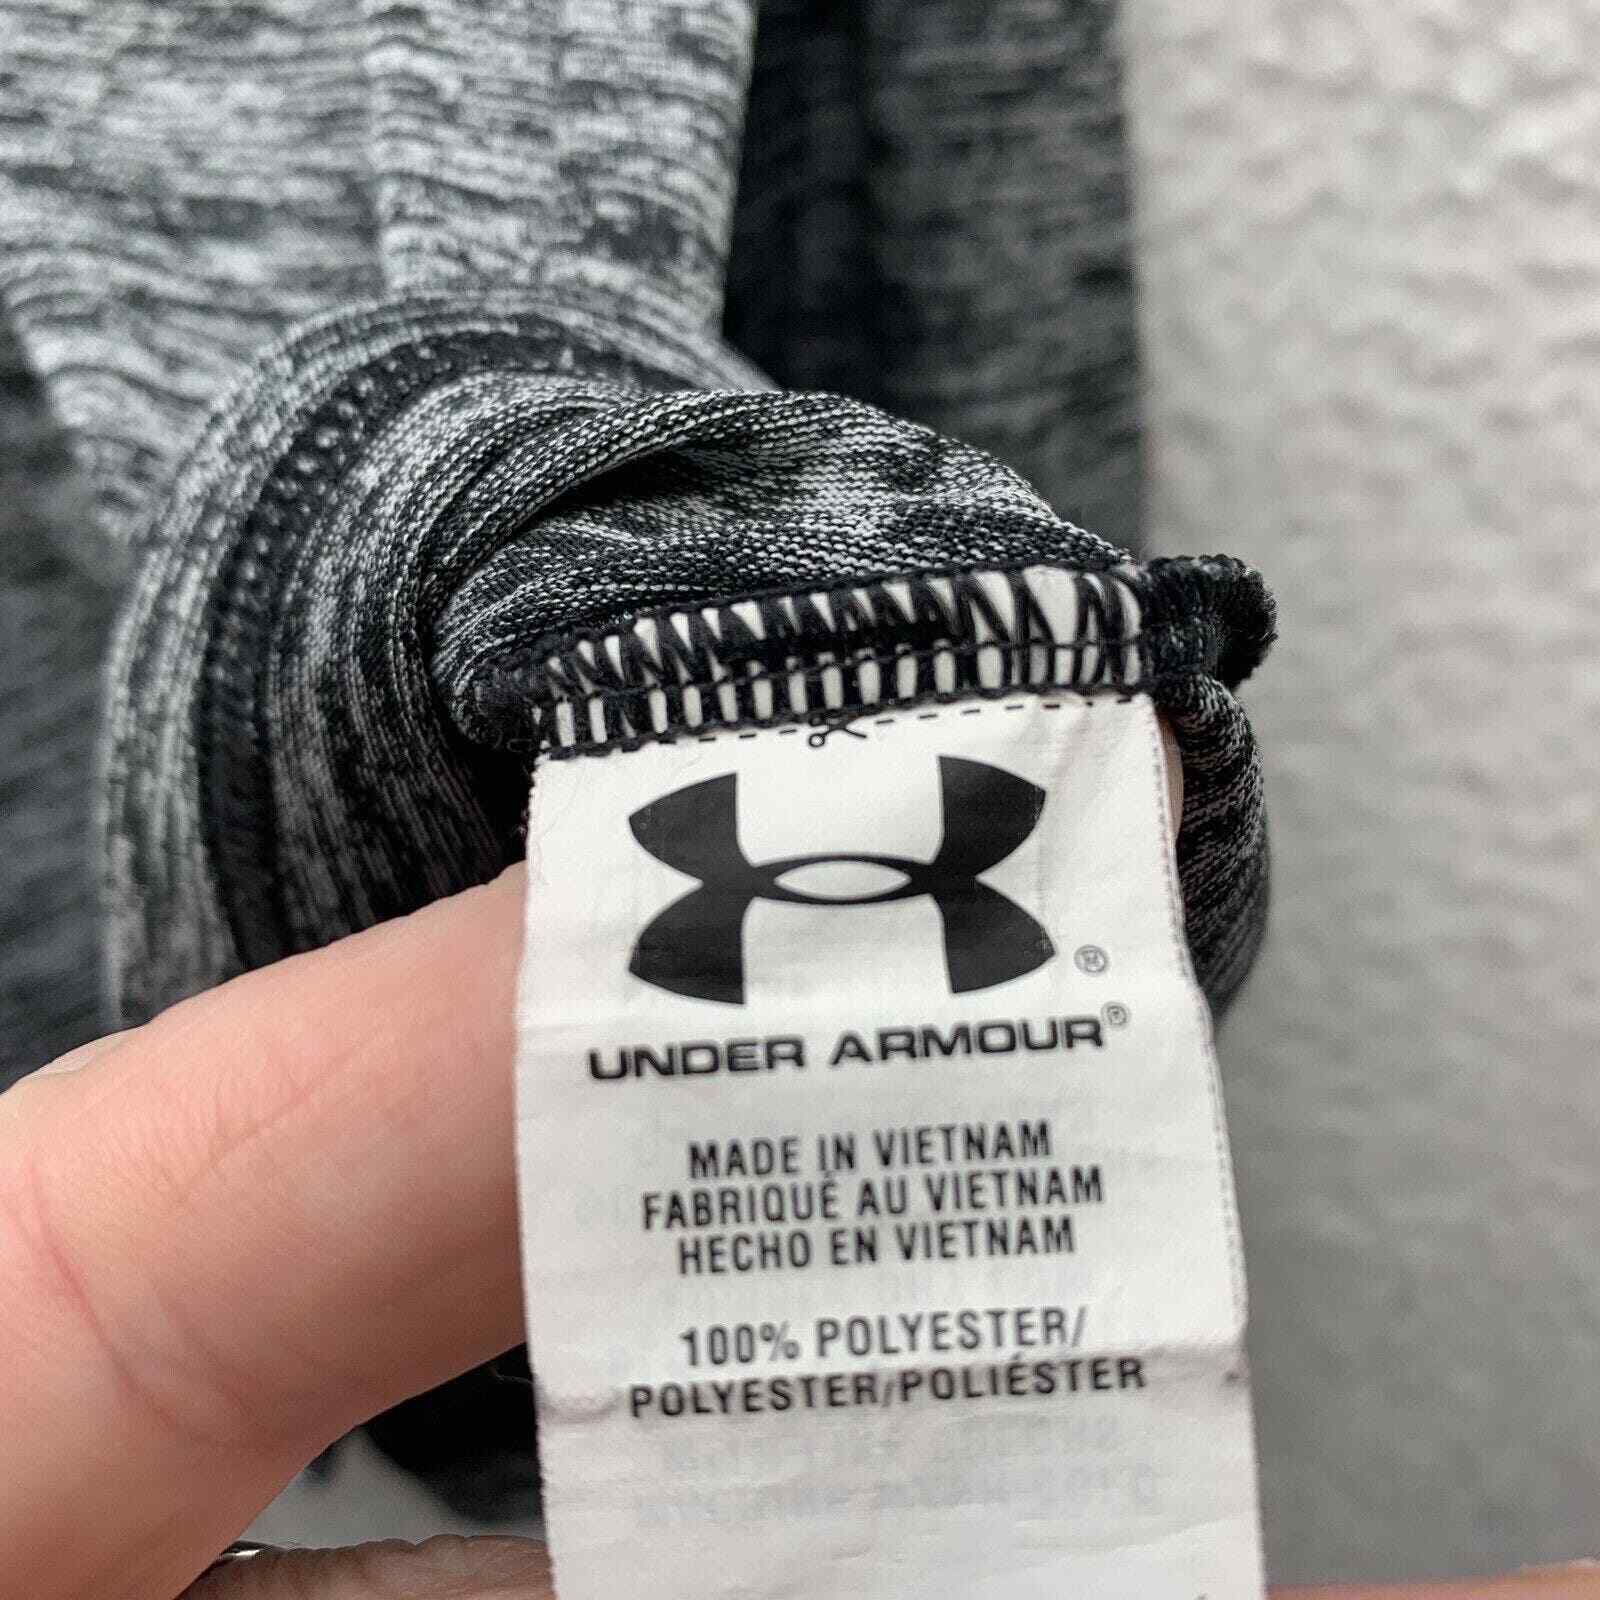 ®
UNDER ARMOUR®
MADE IN VIETNAM
FABRIQUÉ AU VIETNAM
HECHO EN VIETNAM
100% POLYESTER/
POLYESTER/POLIÉSTER